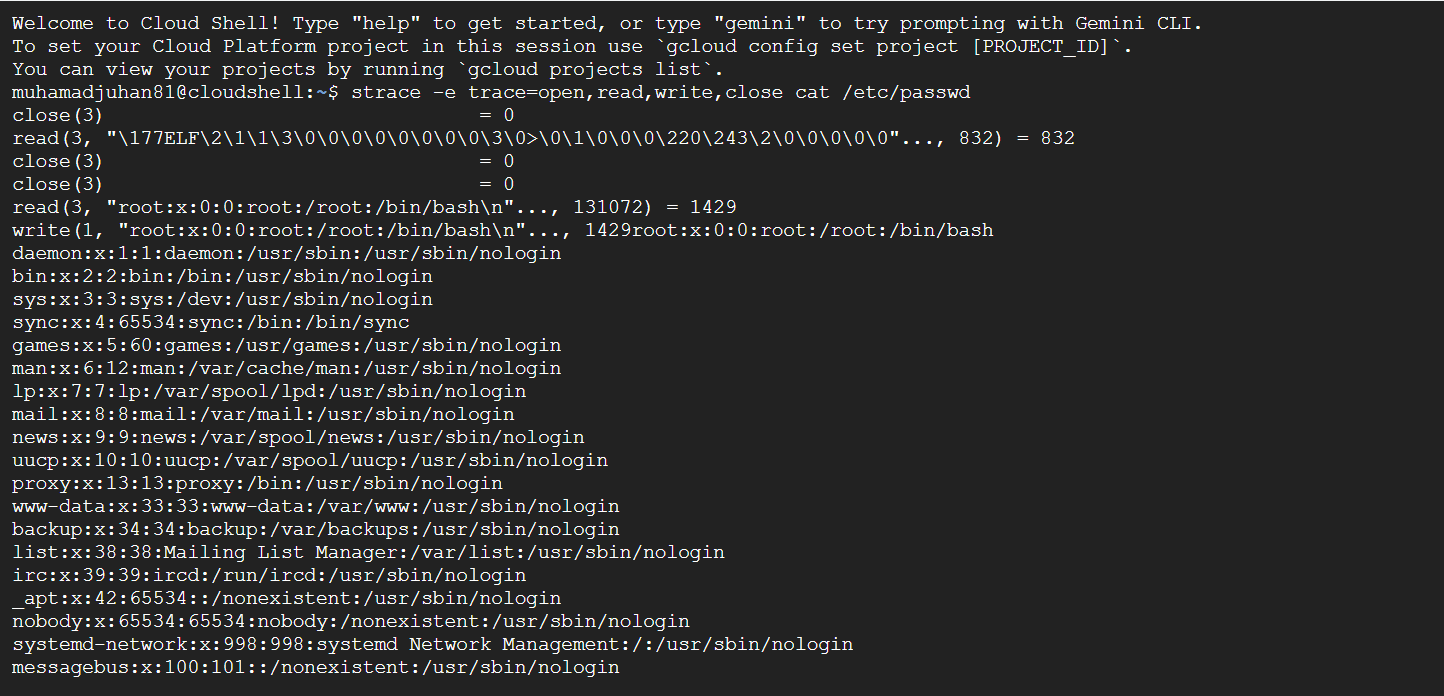 Welcome to Cloud Shell! Type "help" to get started, or type "gemini" to try prompting with Gemini CLI.
To set your Cloud Platform project in this session use `gcloud config set project [PROJECT_ID]`.
You can view your projects by running `gcloud projects list`.
muhamadjuhan81@cloudshell:~$ strace -e trace=open,read,write,close cat /etc/passwd
close(3)                                = 0
read(3, "\177ELF\2\1\1\3\0\0\0\0\0\0\0\0\3\0>\0\1\0\0\0\220\243\2\0\0\0\0\0"..., 832) = 832
close(3)                                = 0
close(3)                                = 0
read(3, "root:x:0:0:root:/root:/bin/bash\n"..., 131072) = 1429
write(1, "root:x:0:0:root:/root:/bin/bash\n"..., 1429root:x:0:0:root:/root:/bin/bash
daemon:x:1:1:daemon:/usr/sbin:/usr/sbin/nologin
bin:x:2:2:bin:/bin:/usr/sbin/nologin
sys:x:3:3:sys:/dev:/usr/sbin/nologin
sync:x:4:65534:sync:/bin:/bin/sync
games:x:5:60:games:/usr/games:/usr/sbin/nologin
man:x:6:12:man:/var/cache/man:/usr/sbin/nologin
lp:x:7:7:lp:/var/spool/lpd:/usr/sbin/nologin
mail:x:8:8:mail:/var/mail:/usr/sbin/nologin
news:x:9:9:news:/var/spool/news:/usr/sbin/nologin
uucp:x:10:10:uucp:/var/spool/uucp:/usr/sbin/nologin
proxy:x:13:13:proxy:/bin:/usr/sbin/nologin
www-data:x:33:33:www-data:/var/www:/usr/sbin/nologin
backup:x:34:34:backup:/var/backups:/usr/sbin/nologin
list:x:38:38:Mailing List Manager:/var/list:/usr/sbin/nologin
irc:x:39:39:ircd:/run/ircd:/usr/sbin/nologin
_apt:x:42:65534::/nonexistent:/usr/sbin/nologin
nobody:x:65534:65534:nobody:/nonexistent:/usr/sbin/nologin
systemd-network:x:998:998:systemd Network Management:/:/usr/sbin/nologin
messagebus:x:100:101::/nonexistent:/usr/sbin/nologin